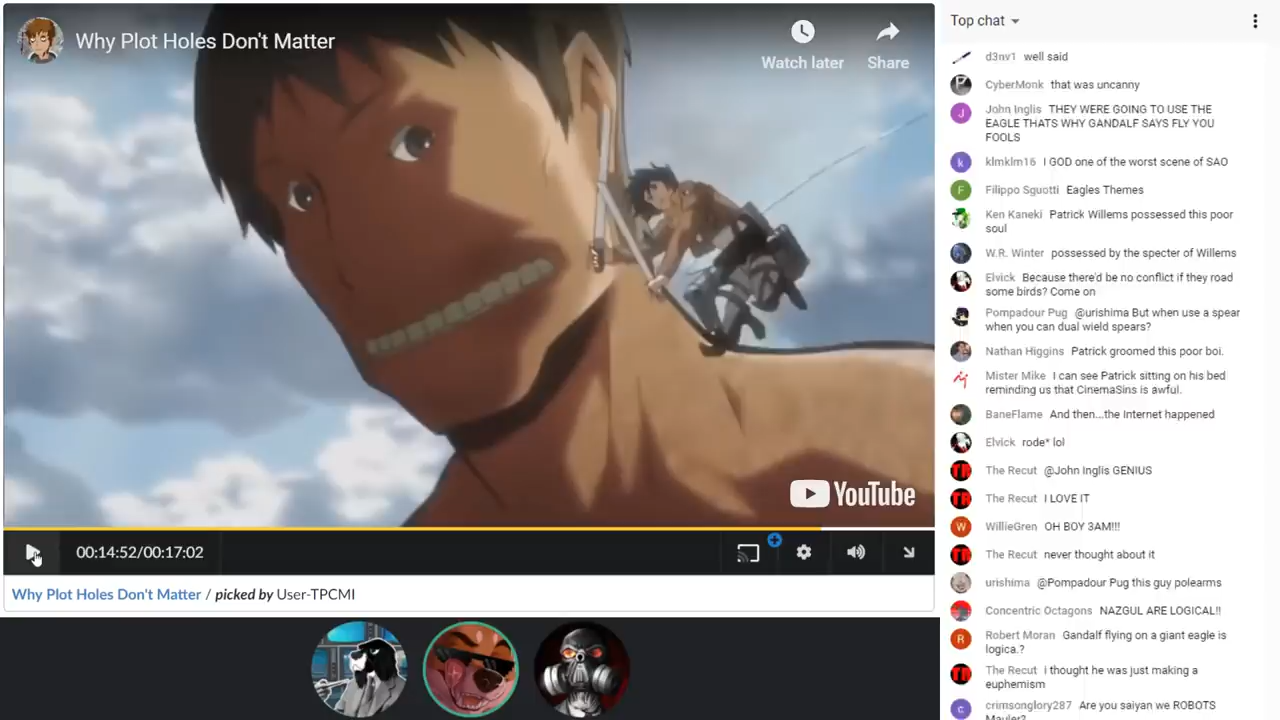 Why Plot Holes Don't Matter
Watch later
Share
YouTube
00:14:52/00:17:02
Why Plot Holes Don't Matter / picked by User-TPCMI
Top chat
d3nv1 well said
CyberMonk that was uncanny
John Inglis THEY WERE GOING TO USE THE
EAGLE THATS WHY GANDALF SAYS FLY YOU
FOOLS
klmklm16 I GOD one of the worst scene of SAO
Filippo Sguotti Eagles Themes
Ken Kaneki Patrick Willems possessed this poor
soul
W.R. Winter possessed by the specter of Willems
Elvick Because there'd be no conflict if they road
some birds? Come on
Pompadour Pug @urishima But when use a spear
when you can dual wield spears?
Nathan Higgins Patrick groomed this poor boi.
Mister Mike I can see Patrick sitting on his bed
reminding us that CinemaSins is awful.
BaneFlame And then...the Internet happened
Elvick rode* lol
The Recut @John Inglis GENIUS
The Recut I LOVE IT
WillieGren OH BOY 3AM!!!
The Recut never thought about it
urishima @Pompadour Pug this guy polearms
Concentric Octagons NAZGUL ARE LOGICAL!!
Robert Moran Gandalf flying on a giant eagle is
logica.?
The Recut i thought he was just making a
euphemism
crimsonglory287 Are you saiyan we ROBOTS
Mauler?